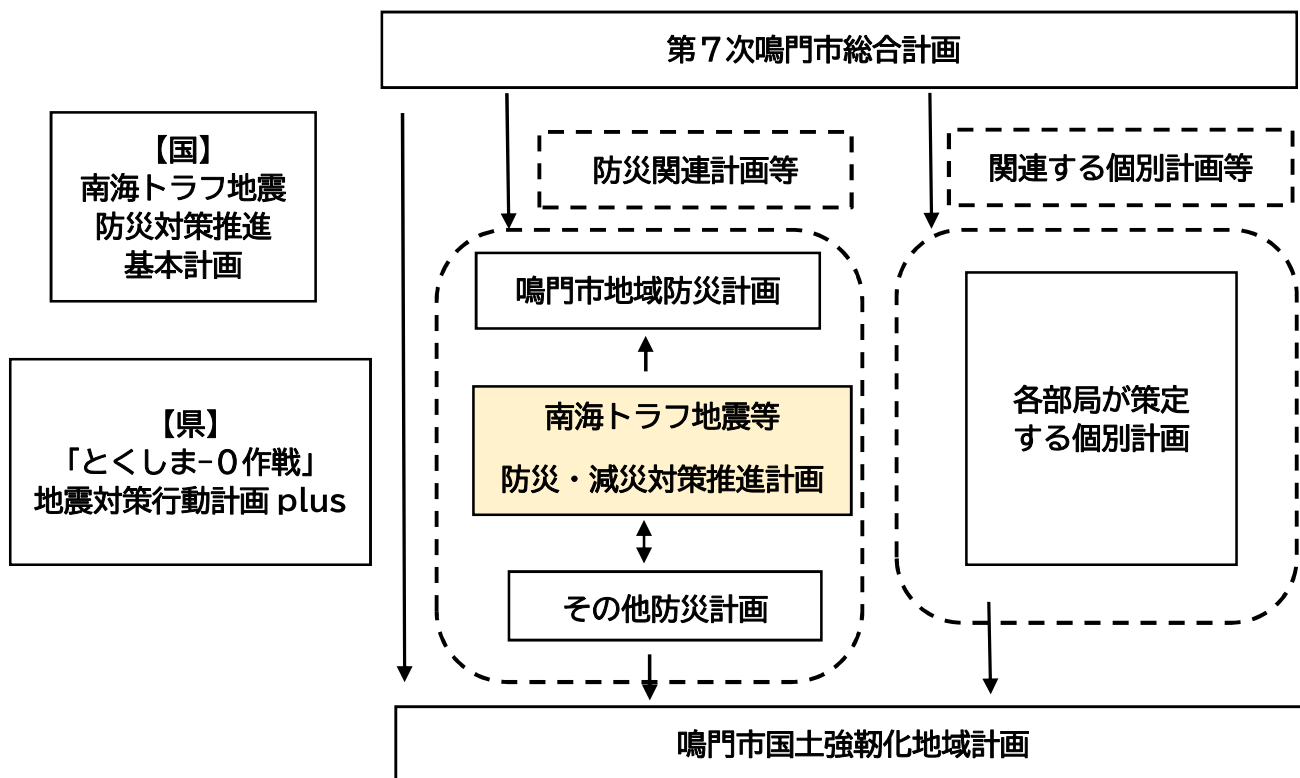 第７次鳴門市総合計画
【国】
南海トラフ地震
防災対策推進
基本計画
防災関連計画等
関連する個別計画等
鳴門市地域防災計画
【県】
「とくしま−０作戦」
地震対策行動計画 plus
南海トラフ地震等
防災・減災対策推進計画
各部局が策定
する個別計画
その他防災計画
鳴門市国土強靭化地域計画